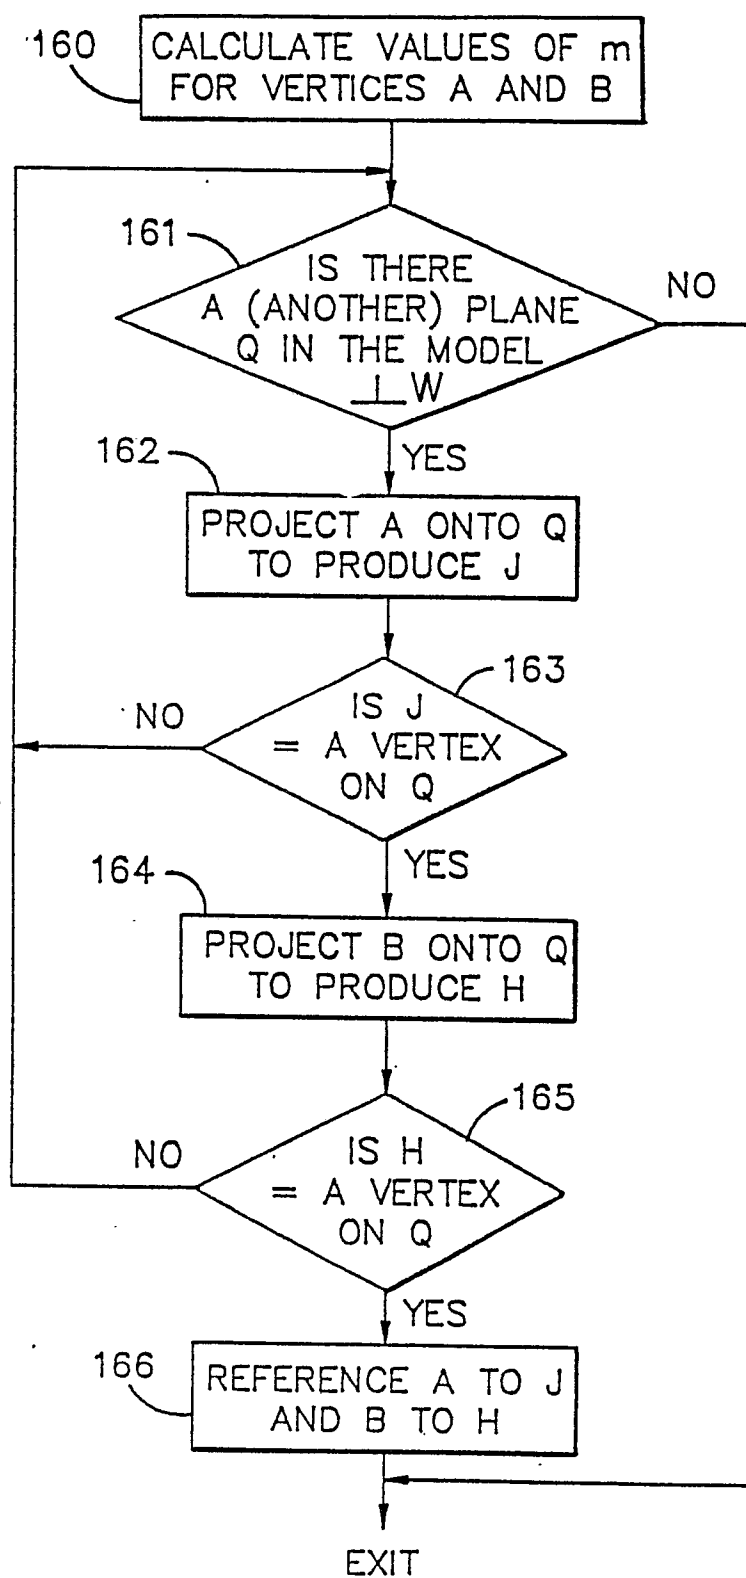 160
CALCULATE VALUES OF m
FOR VERTICES A AND B
161
IS THERE
A (ANOTHER) PLANE
Q IN THE MODEL
⊥ W
NO
YES
162
PROJECT A ONTO Q
TO PRODUCE J
163
IS J
= A VERTEX
ON Q
NO
YES
164
PROJECT B ONTO Q
TO PRODUCE H
165
IS H
= A VERTEX
ON Q
NO
YES
166
REFERENCE A TO J
AND B TO H
EXIT